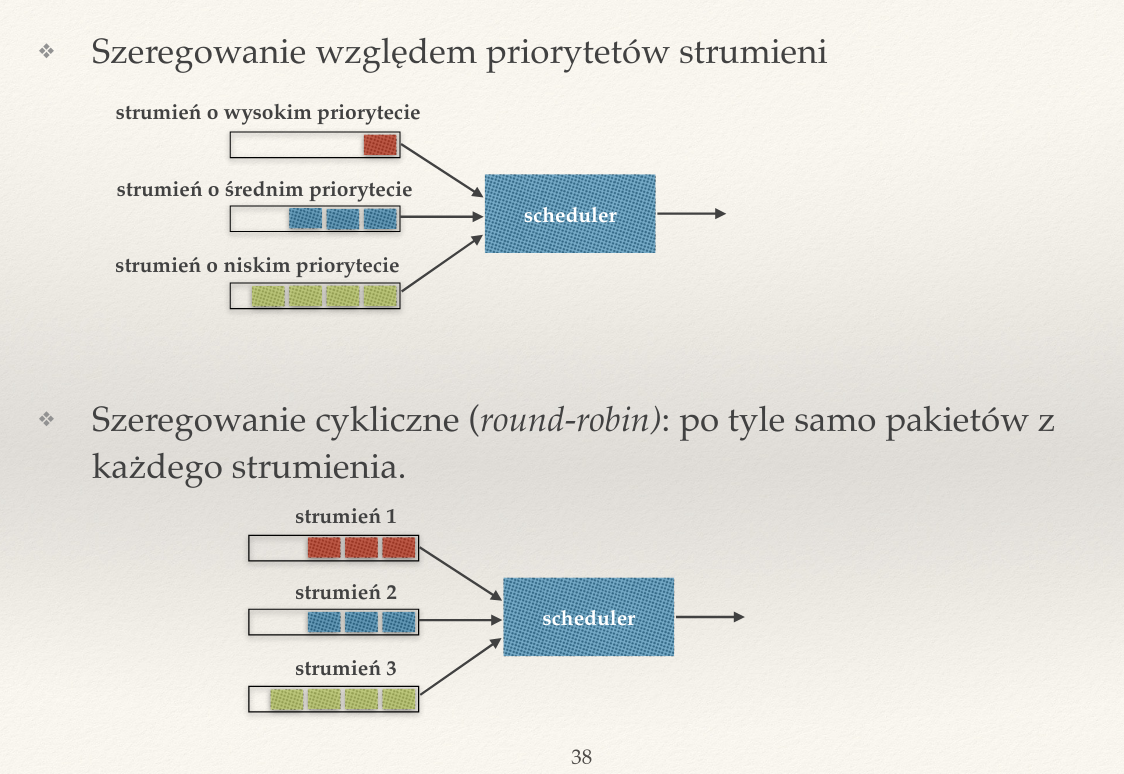 ❖ Szeregowanie względem priorytetów strumieni
strumień o wysokim priorytecie
strumień o średnim priorytecie
scheduler
strumień o niskim priorytecie
❖ Szeregowanie cykliczne (round-robin): po tyle samo pakietów z
każdego strumienia.
strumień 1
strumień 2
scheduler
strumień 3
38